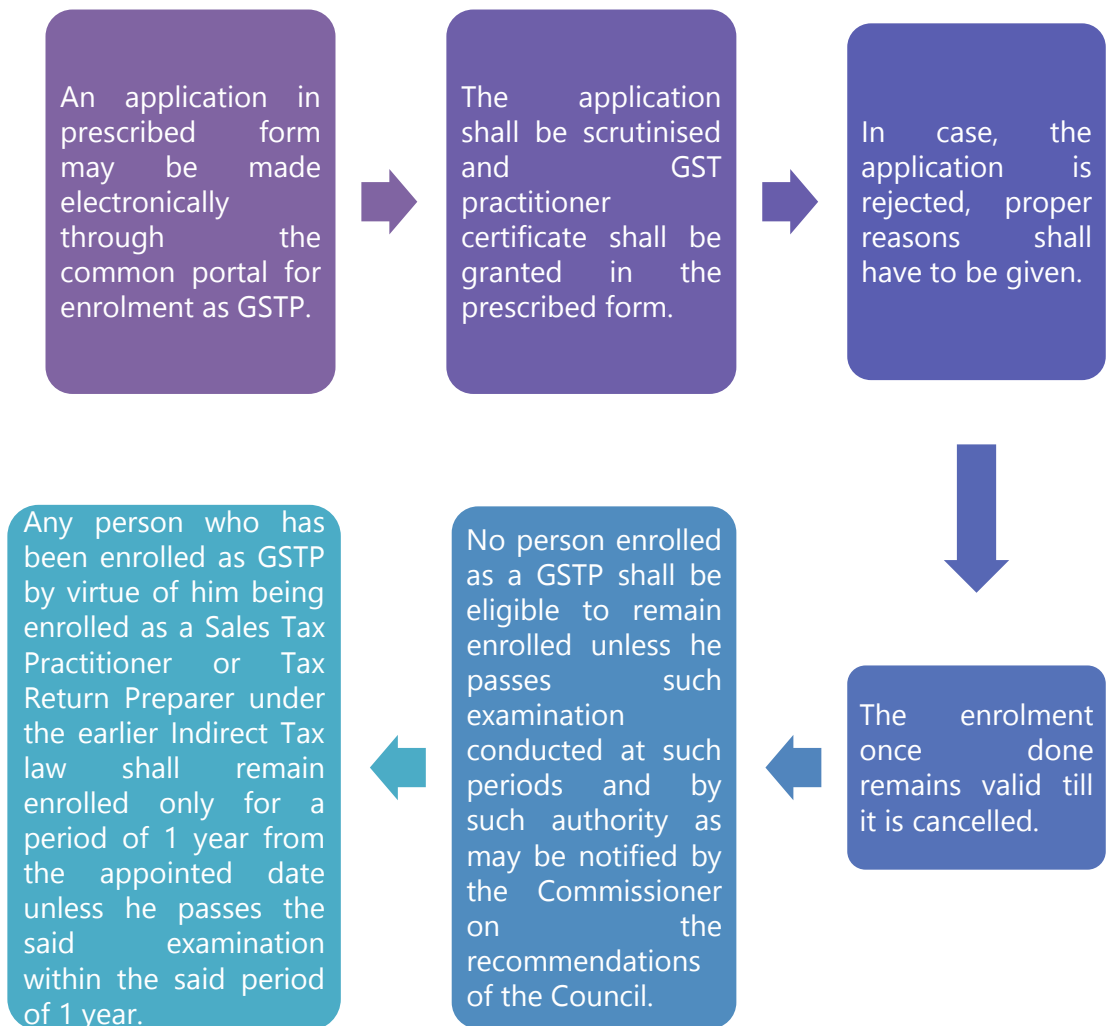 An application in
prescribed form
may be made
electronically
through the
common portal for
enrolment as GSTP.
The application
shall be scrutinised
and GST
practitioner
certificate shall be
granted in the
prescribed form.
In case, the
application is
rejected, proper
reasons shall
have to be given.
The enrolment
once done
remains valid till
it is cancelled.
No person enrolled
as a GSTP shall be
eligible to remain
enrolled unless he
passes such
examination
conducted at such
periods and by
such authority as
may be notified by
the Commissioner
on the
recommendations
of the Council.
Any person who has
been enrolled as GSTP
by virtue of him being
enrolled as a Sales Tax
Practitioner or Tax
Return Preparer under
the earlier Indirect Tax
law shall remain
enrolled only for a
period of 1 year from
the appointed date
unless he passes the
said examination
within the said period
of 1 year.